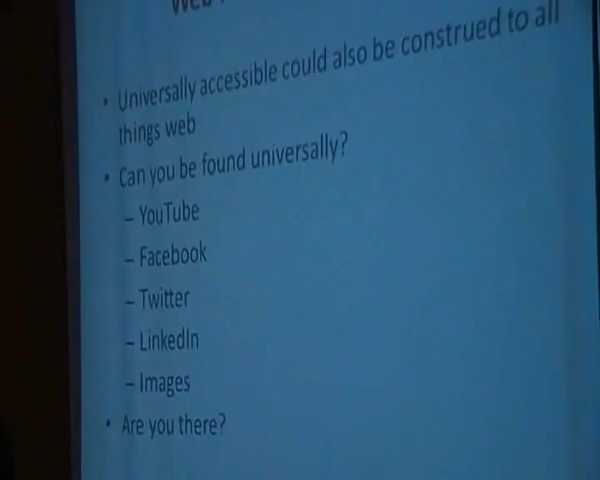 Web
• Universally accessible could also be construed to all
things web
• Can you be found universally?
– YouTube
– Facebook
– Twitter
– LinkedIn
– Images
• Are you there?